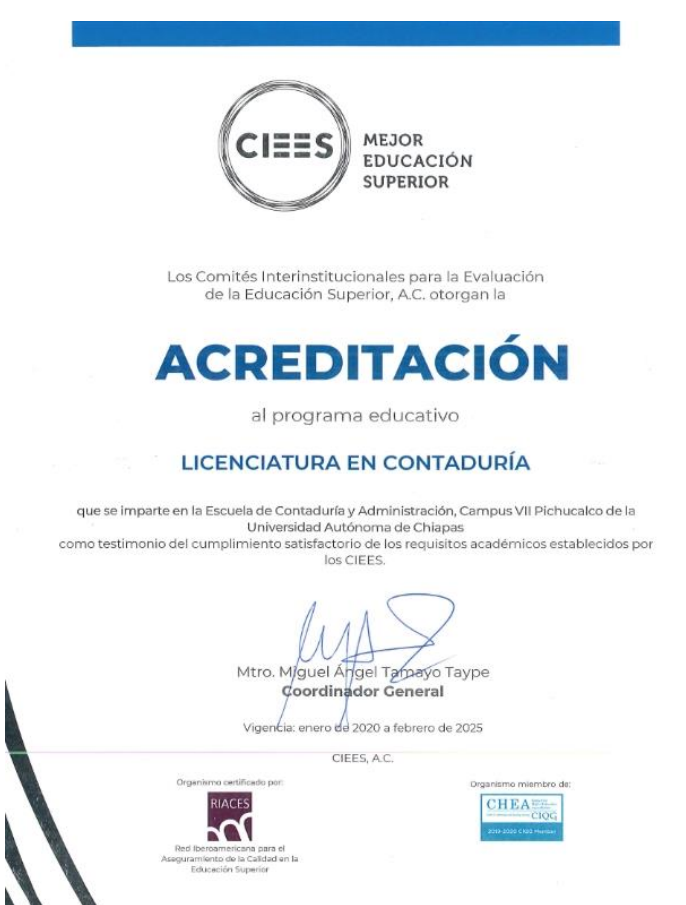 CIEES
MEJOR
EDUCACIÓN
SUPERIOR
Los Comités Interinstitucionales para la Evaluación
de la Educación Superior, A.C. otorgan la
ACREDITACIÓN
al programa educativo
LICENCIATURA EN CONTADURÍA
que se imparte en la Escuela de Contaduría y Administración, Campus VII Pichucalco de la
Universidad Autónoma de Chiapas
como testimonio del cumplimiento satisfactorio de los requisitos académicos establecidos por
los CIEES.
Mtro. Miguel Ángel Tamayo Taype
Coordinador General
Vigencia: enero de 2020 a febrero de 2025
CIEES, A.C.
Organismo certificado por:
RIACES
Red Iberoamericana para el
Aseguramiento de la Calidad en la
Educación Superior
Organismo miembro de:
CHEA
CIQG
2019-2020 CIQG Member